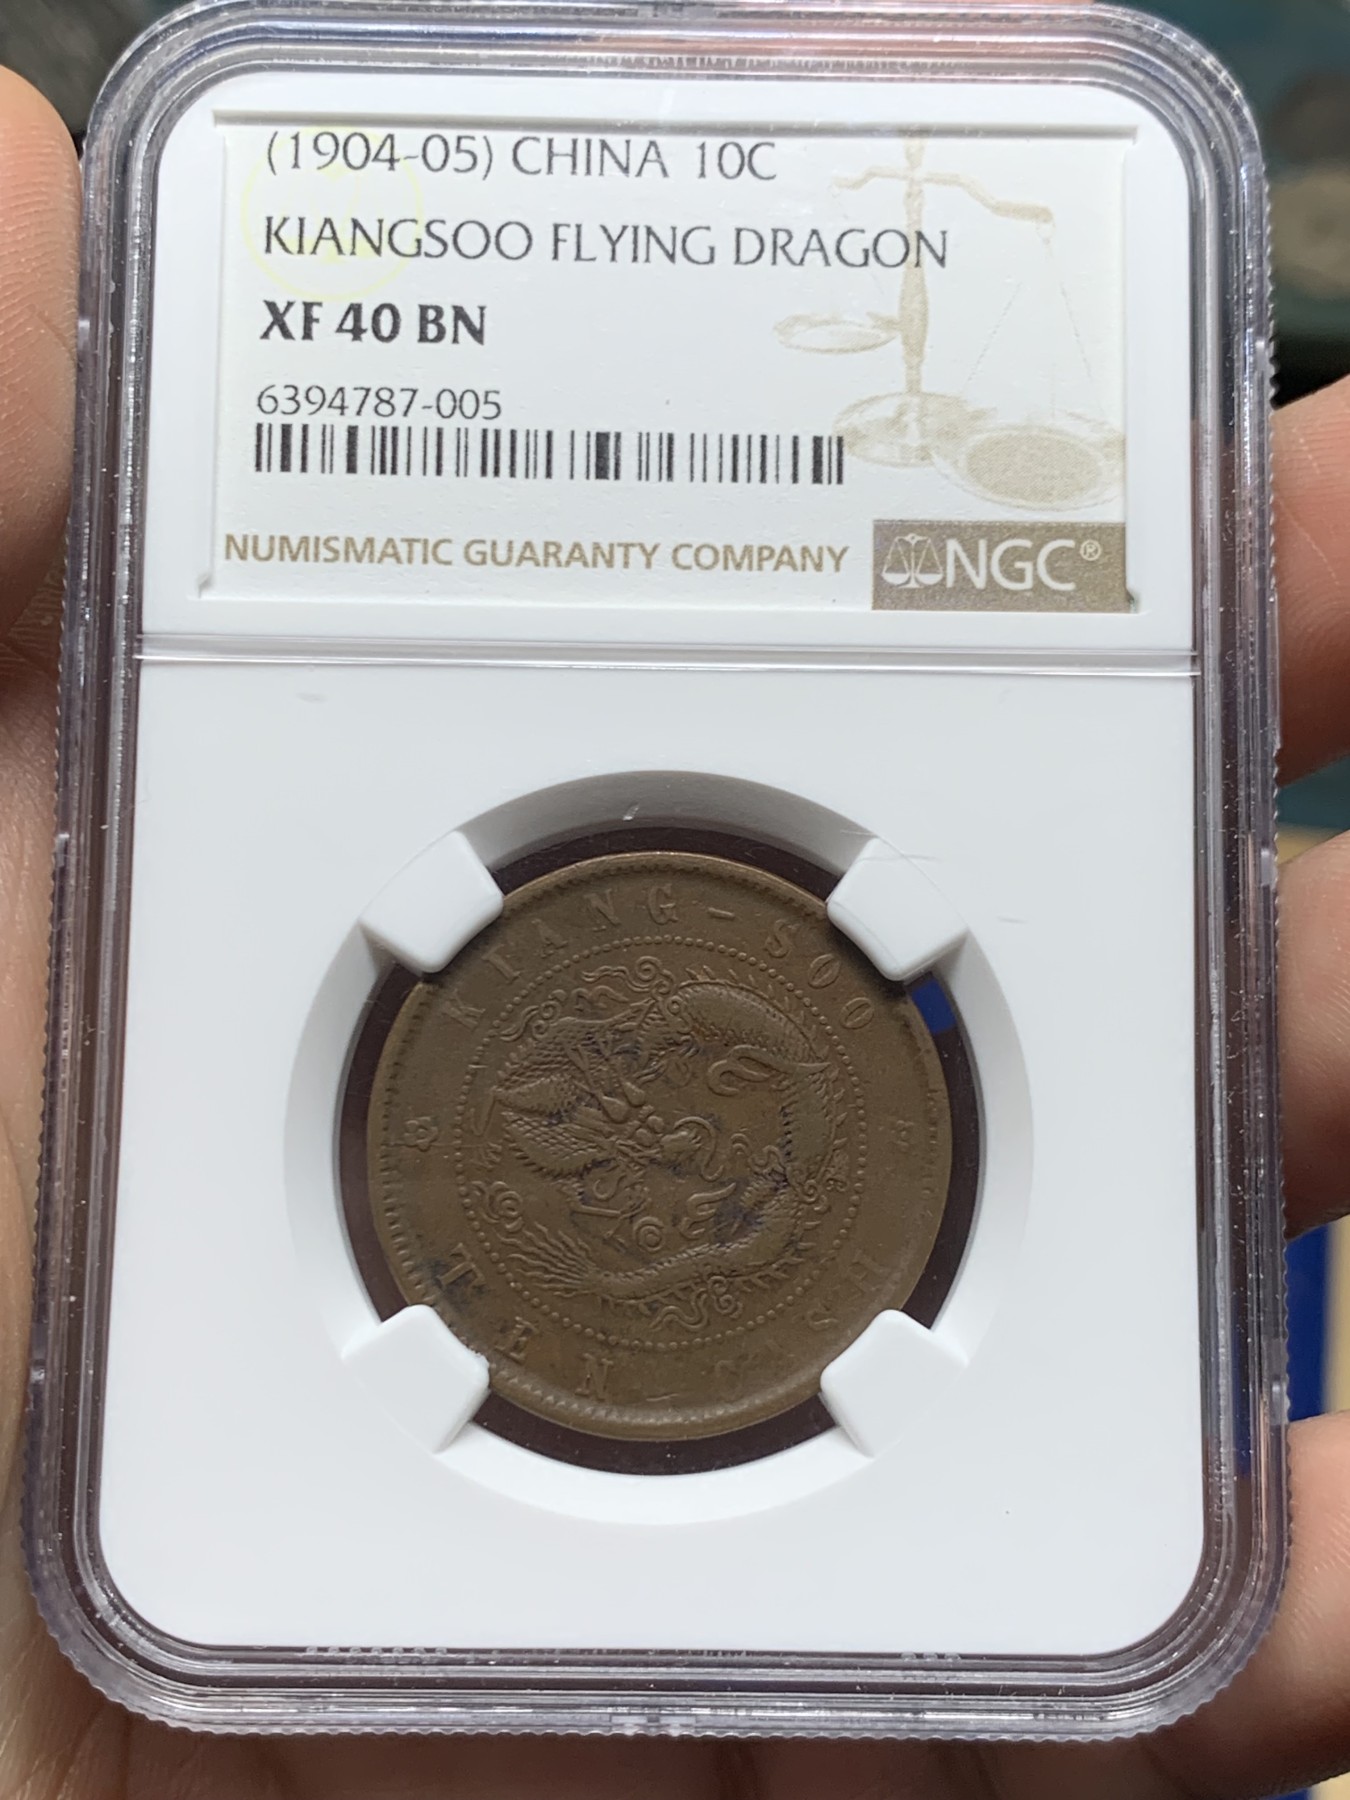 (1904-05) CHINA 10C
KIANGSOO FLYING DRAGON
XF 40 BN
6394787-005
NUMISMATIC GUARANTY COMPANY
NGC®
KIANG-SOO
TEN-CASH